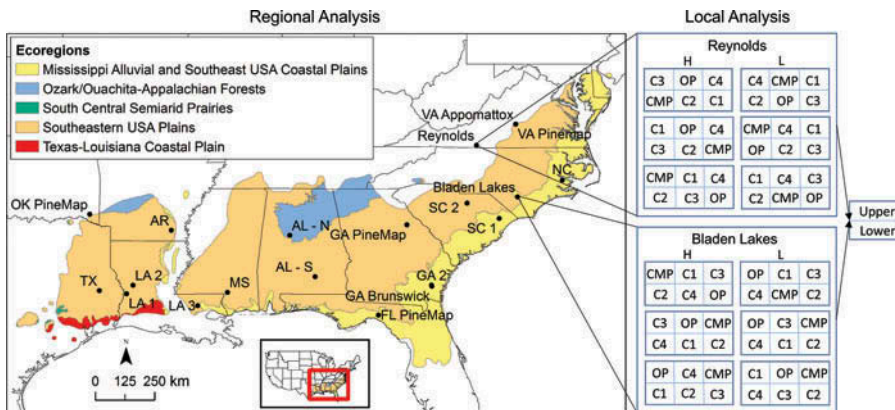 Regional Analysis
Local Analysis
Ecoregions
Mississippi Alluvial and Southeast USA Coastal Plains
Ozark/Ouachita-Appalachian Forests
South Central Semiarid Prairies
Southeastern USA Plains
Texas-Louisiana Coastal Plain
VA Appomattox
Reynolds
VA Pinemap
NC
Bladen Lakes
OK PineMap
AR
SC 2
AL - N
GA PineMap
SC 1
TX
LA 2
MS
AL - S
GA 2
LA 1
LA 3
GA Brunswick
FL PineMap
N
0 125 250 km
Reynolds
H L
C3 OP C4 C4 CMP C1
CMP C2 C1 C2 OP C3
C1 OP C4 CMP C4 C1
C3 C2 CMP OP C2 C3
CMP C1 C4 C1 C4 C3
C2 C3 OP C2 CMP OP
Bladen Lakes
H L
CMP C1 C3 OP C1 C3
C2 C4 OP C4 CMP C2
C3 OP CMP OP C3 CMP
C4 C1 C2 C4 C1 C2
OP C4 CMP C1 OP CMP
C1 C2 C3 C4 C3 C2
Upper
Lower